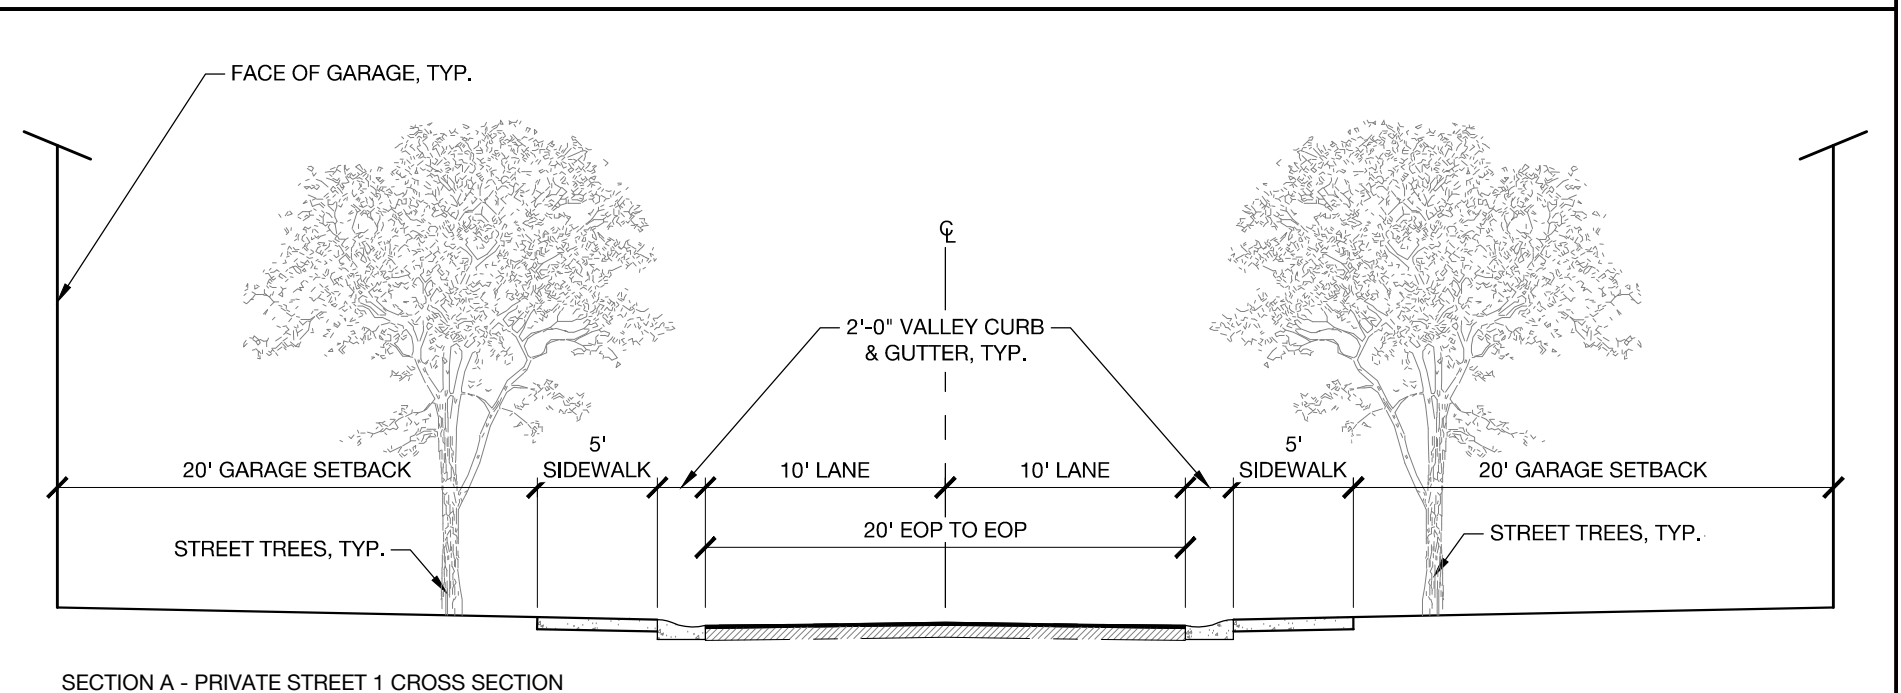 FACE OF GARAGE, TYP.
℄
2'-0" VALLEY CURB
& GUTTER, TYP.
20' GARAGE SETBACK
5'
SIDEWALK
10' LANE
10' LANE
5'
SIDEWALK
20' GARAGE SETBACK
20' EOP TO EOP
STREET TREES, TYP.
STREET TREES, TYP.
SECTION A - PRIVATE STREET 1 CROSS SECTION